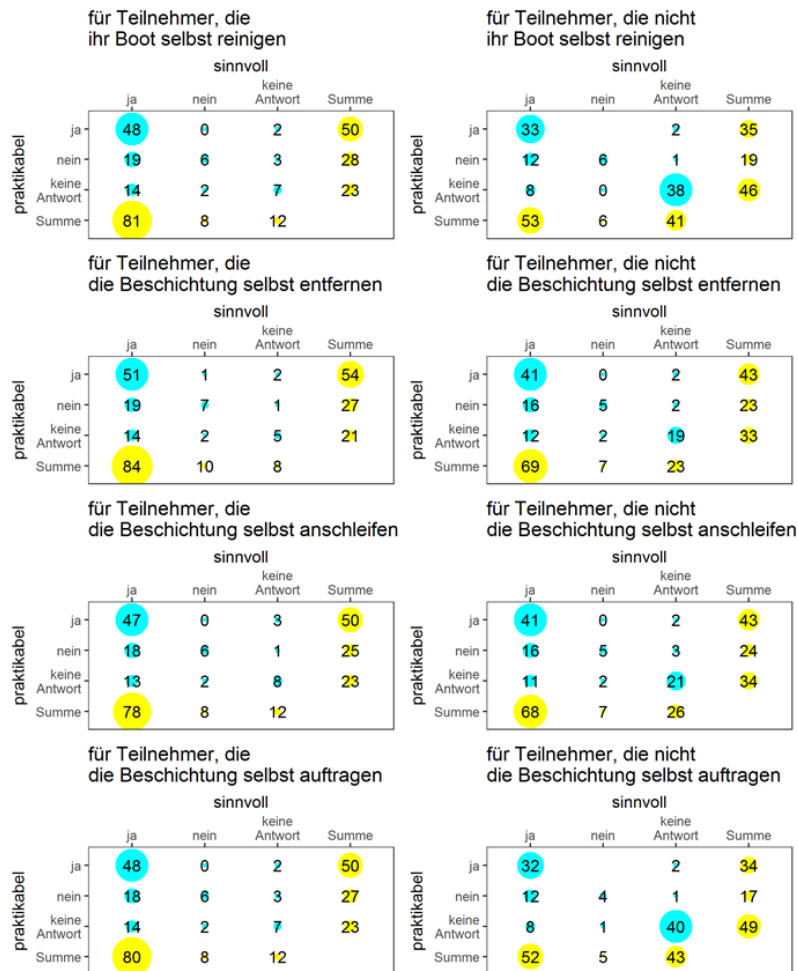 für Teilnehmer, die
ihr Boot selbst reinigen
sinnvoll
ja nein keine Antwort Summe
praktikabel
ja 48 0 2 50
nein 19 6 3 28
keine Antwort 14 2 7 23
Summe 81 8 12
für Teilnehmer, die nicht
ihr Boot selbst reinigen
sinnvoll
ja nein keine Antwort Summe
praktikabel
ja 33 2 35
nein 12 6 1 19
keine Antwort 8 0 38 46
Summe 53 6 41
für Teilnehmer, die
die Beschichtung selbst entfernen
sinnvoll
ja nein keine Antwort Summe
praktikabel
ja 51 1 2 54
nein 19 7 1 27
keine Antwort 14 2 5 21
Summe 84 10 8
für Teilnehmer, die nicht
die Beschichtung selbst entfernen
sinnvoll
ja nein keine Antwort Summe
praktikabel
ja 41 0 2 43
nein 16 5 2 23
keine Antwort 12 2 19 33
Summe 69 7 23
für Teilnehmer, die
die Beschichtung selbst anschleifen
sinnvoll
ja nein keine Antwort Summe
praktikabel
ja 47 0 3 50
nein 18 6 1 25
keine Antwort 13 2 8 23
Summe 78 8 12
für Teilnehmer, die nicht
die Beschichtung selbst anschleifen
sinnvoll
ja nein keine Antwort Summe
praktikabel
ja 41 0 2 43
nein 16 5 3 24
keine Antwort 11 2 21 34
Summe 68 7 26
für Teilnehmer, die
die Beschichtung selbst auftragen
sinnvoll
ja nein keine Antwort Summe
praktikabel
ja 48 0 2 50
nein 18 6 3 27
keine Antwort 14 2 7 23
Summe 80 8 12
für Teilnehmer, die nicht
die Beschichtung selbst auftragen
sinnvoll
ja nein keine Antwort Summe
praktikabel
ja 32 2 34
nein 12 4 1 17
keine Antwort 8 1 40 49
Summe 52 5 43